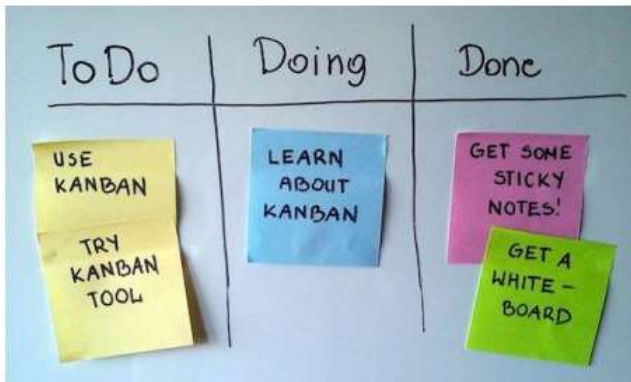 To Do
Doing
Done
USE
KANBAN
TRY
KANBAN
TOOL
LEARN
ABOUT
KANBAN
GET SOME
STICKY
NOTES!
GET A
WHITE-
BOARD